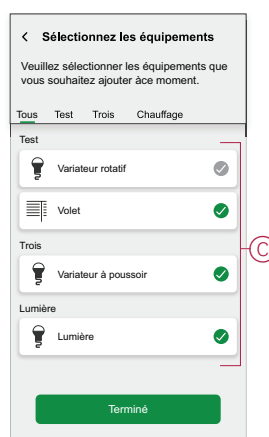 < Sélectionnez les équipements
Veuillez sélectionner les équipements que
vous souhaitez ajouter àce moment.
Tous Test Trois Chauffage
Test
Variateur rotatif
Volet
Trois
Variateur à poussoir
Lumière
Lumière
Terminé
C